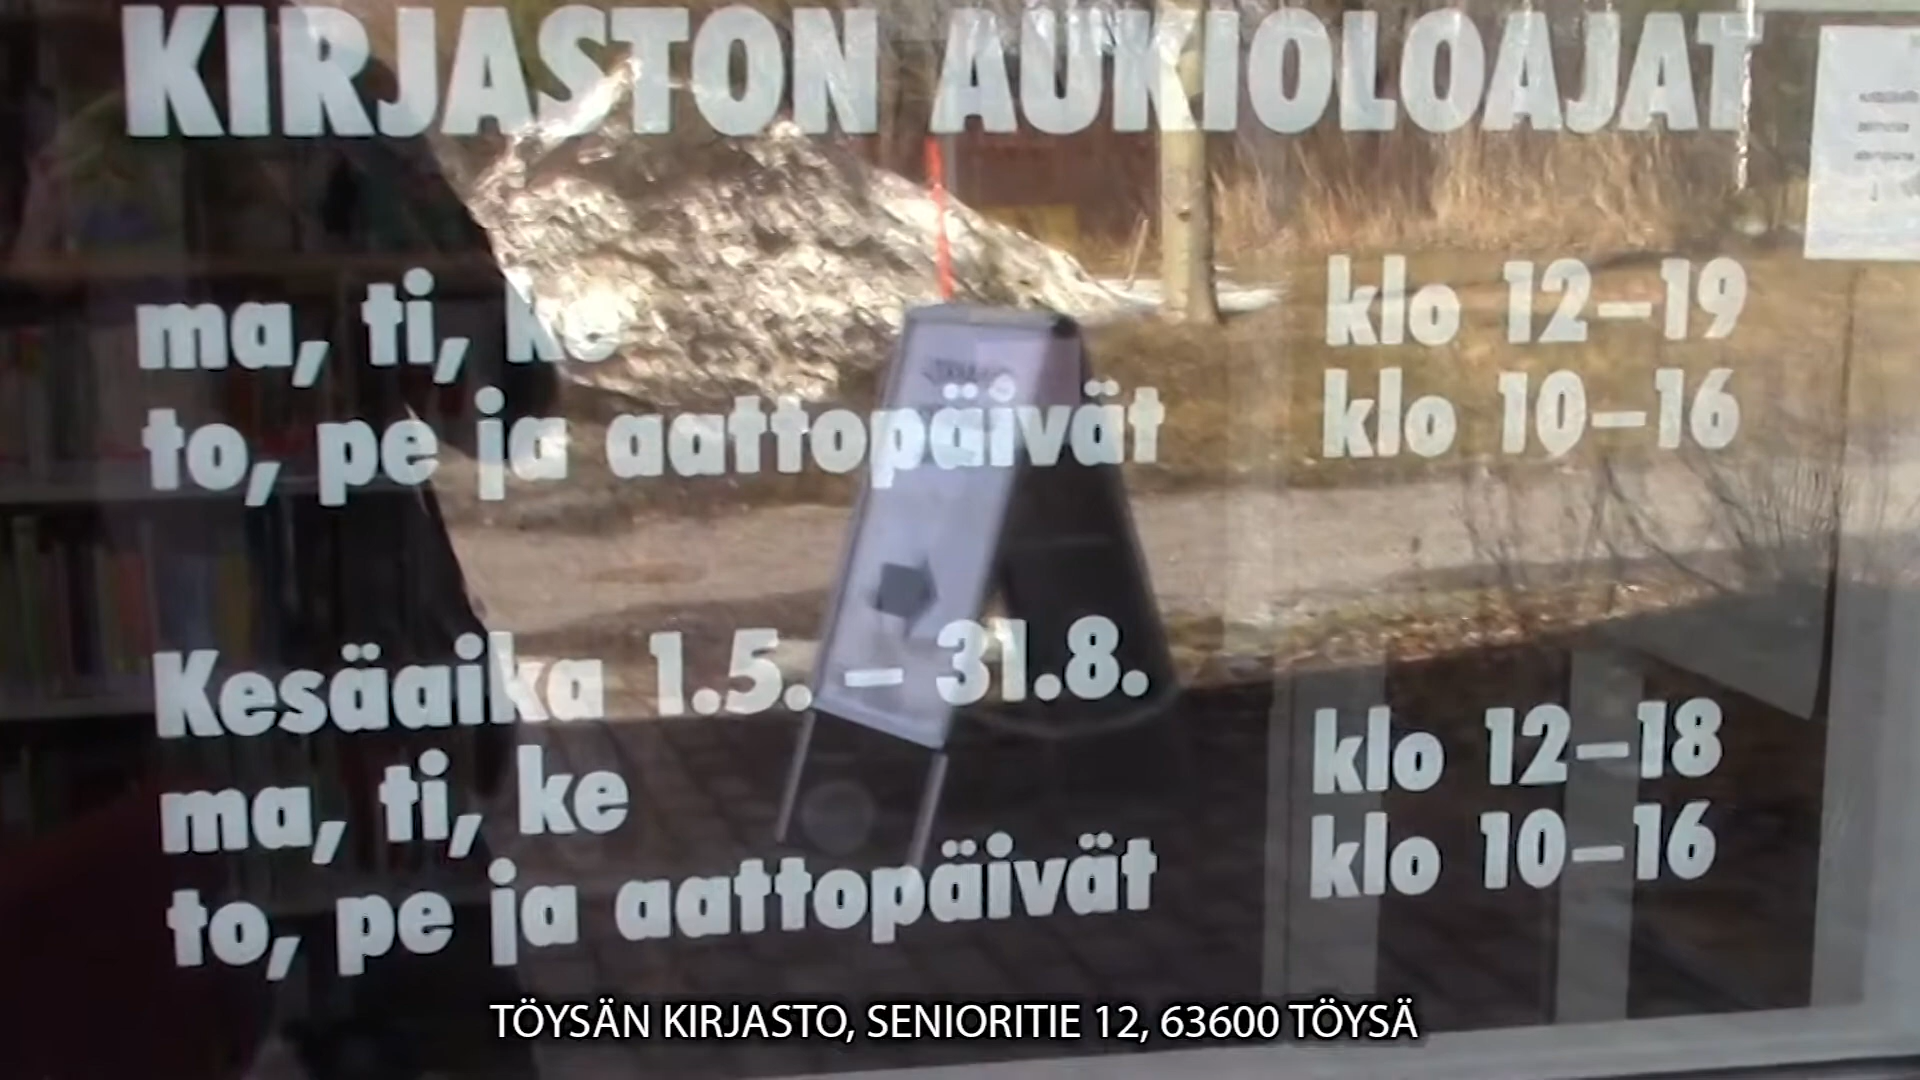 KIRJASTON AUKIOLOAJAT
ma, ti, ke klo 12–19
to, pe ja aattopäivät klo 10–16
Kesäaika 1.5. – 31.8.
ma, ti, ke klo 12–18
to, pe ja aattopäivät klo 10–16
TÖYSÄN KIRJASTO, SENIORITIE 12, 63600 TÖYSÄ